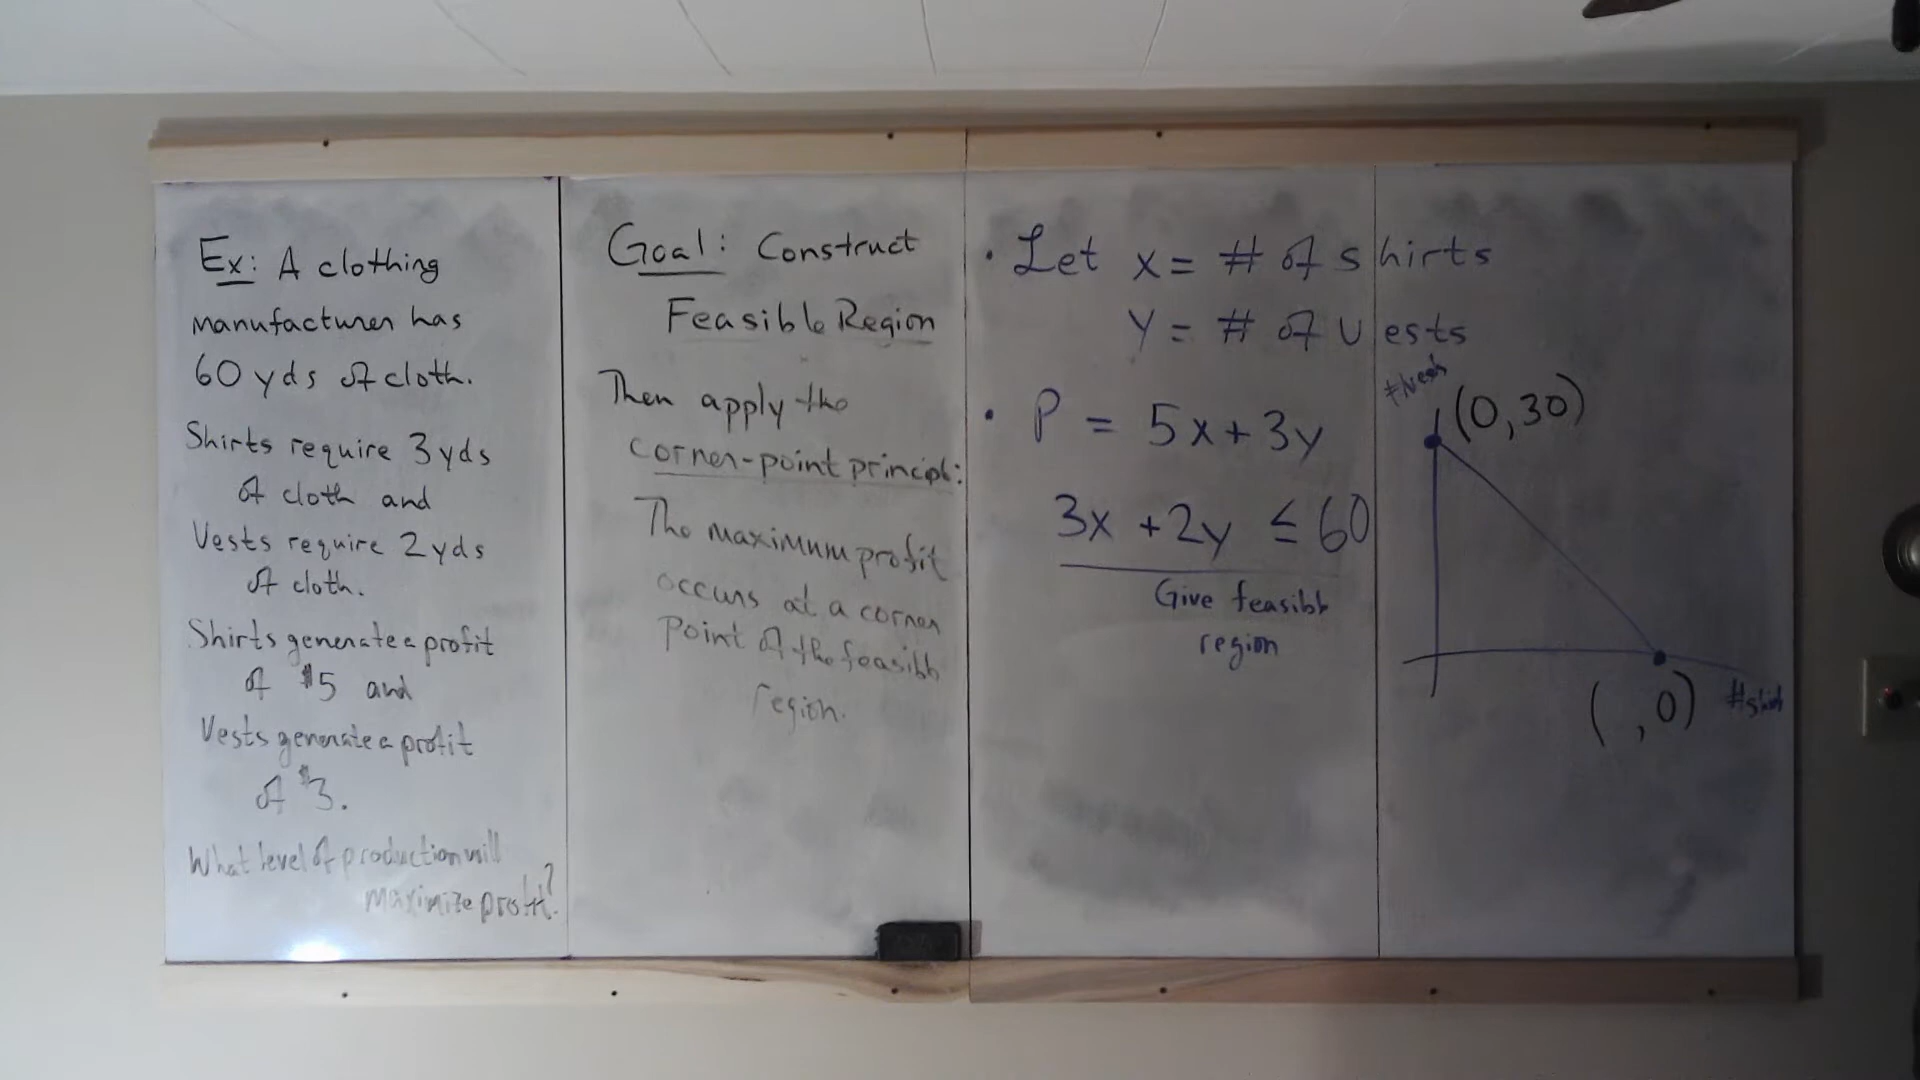 Ex: A clothing
manufacturer has
60 yds of cloth.
Shirts require 3 yds
of cloth and
Vests require 2 yds
of cloth.
Shirts generate a profit
of $5 and
Vests generate a profit
of $3.
What level of production will
maximize profit?
Goal: Construct
Feasible Region
Then apply the
corner-point principle:
The maximum profit
occurs at a corner
point of the feasible
region.
• Let x = # of shirts
y = # of vests
• P = 5x + 3y
3x + 2y ≤ 60
Give feasible
region
# Vests
(0,30)
( ,0)
# shirts